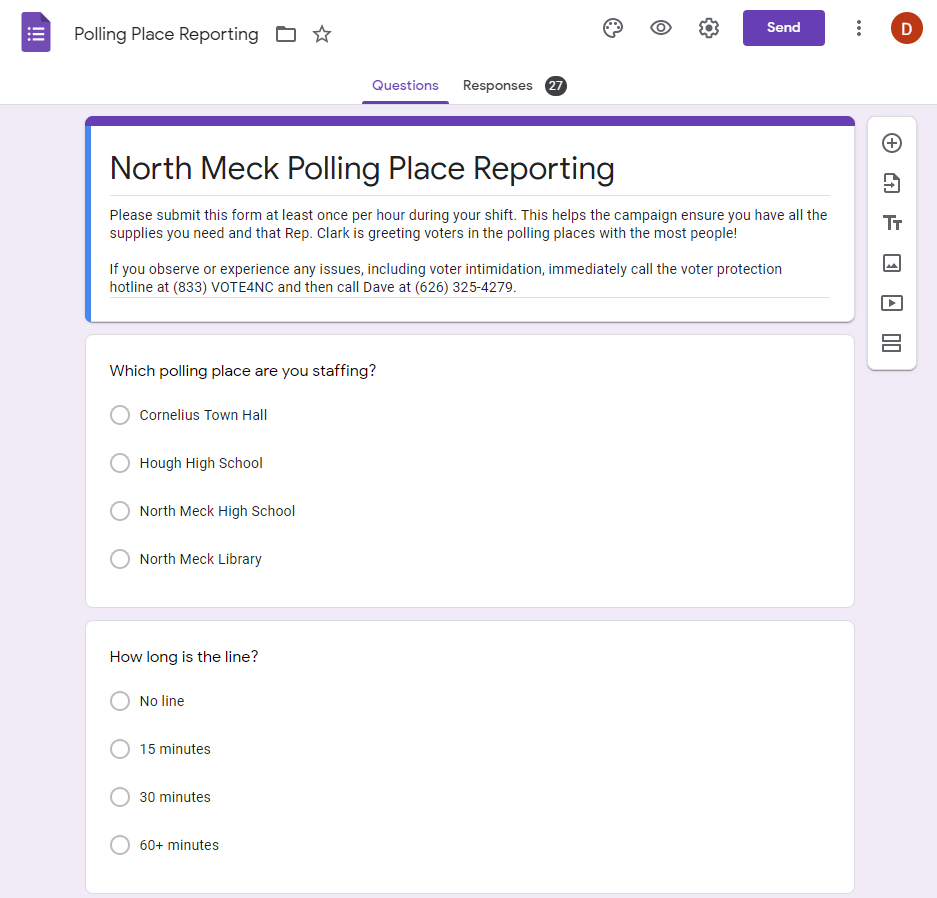 Polling Place Reporting
Send
D
Questions
Responses 27
North Meck Polling Place Reporting
Please submit this form at least once per hour during your shift. This helps the campaign ensure you have all the
supplies you need and that Rep. Clark is greeting voters in the polling places with the most people!
If you observe or experience any issues, including voter intimidation, immediately call the voter protection
hotline at (833) VOTE4NC and then call Dave at (626) 325-4279.
Tт
Which polling place are you staffing?
Cornelius Town Hall
Hough High School
North Meck High School
North Meck Library
How long is the line?
No line
15 minutes
30 minutes
60+ minutes